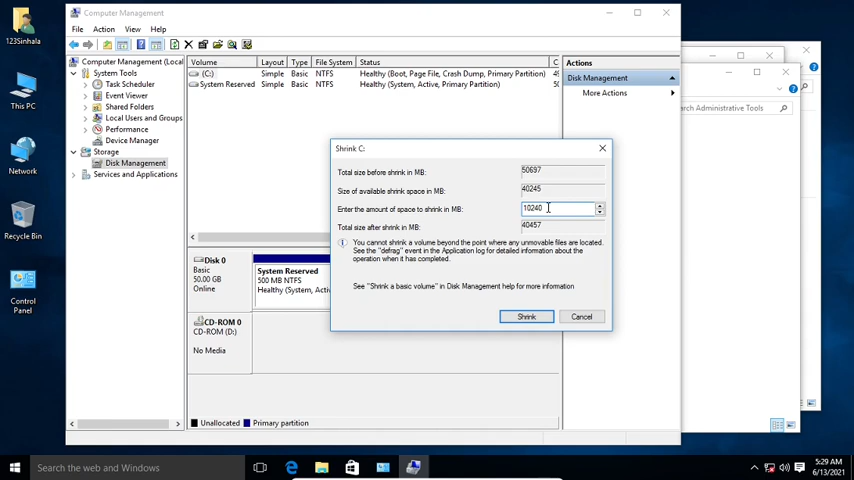 Computer Management
File Action View Help
123Sinhala
This PC
Network
Recycle Bin
Control
Panel
Computer Management (Local
System Tools
Task Scheduler
Event Viewer
Shared Folders
Local Users and Groups
Performance
Device Manager
Storage
Disk Management
Services and Applications
Volume Layout Type File System Status C
(C:) Simple Basic NTFS Healthy (Boot, Page File, Crash Dump, Primary Partition) 49
System Reserved Simple Basic NTFS Healthy (System, Active, Primary Partition) 50
Actions
Disk Management
More Actions
Search Administrative Tools
Shrink C:
Total size before shrink in MB: 50697
Size of available shrink space in MB: 40245
Enter the amount of space to shrink in MB: 10240
Total size after shrink in MB: 40457
You cannot shrink a volume beyond the point where any unmovable files are located.
See the "defrag" event in the Application log for detailed information about the
operation when it has completed.
See "Shrink a basic volume" in Disk Management help for more information
Shrink Cancel
Disk 0
Basic
50.00 GB
Online
System Reserved
500 MB NTFS
Healthy (System, Acti
CD-ROM 0
CD-ROM (D:)
No Media
Unallocated Primary partition
Search the web and Windows
5:29 AM
6/13/2021